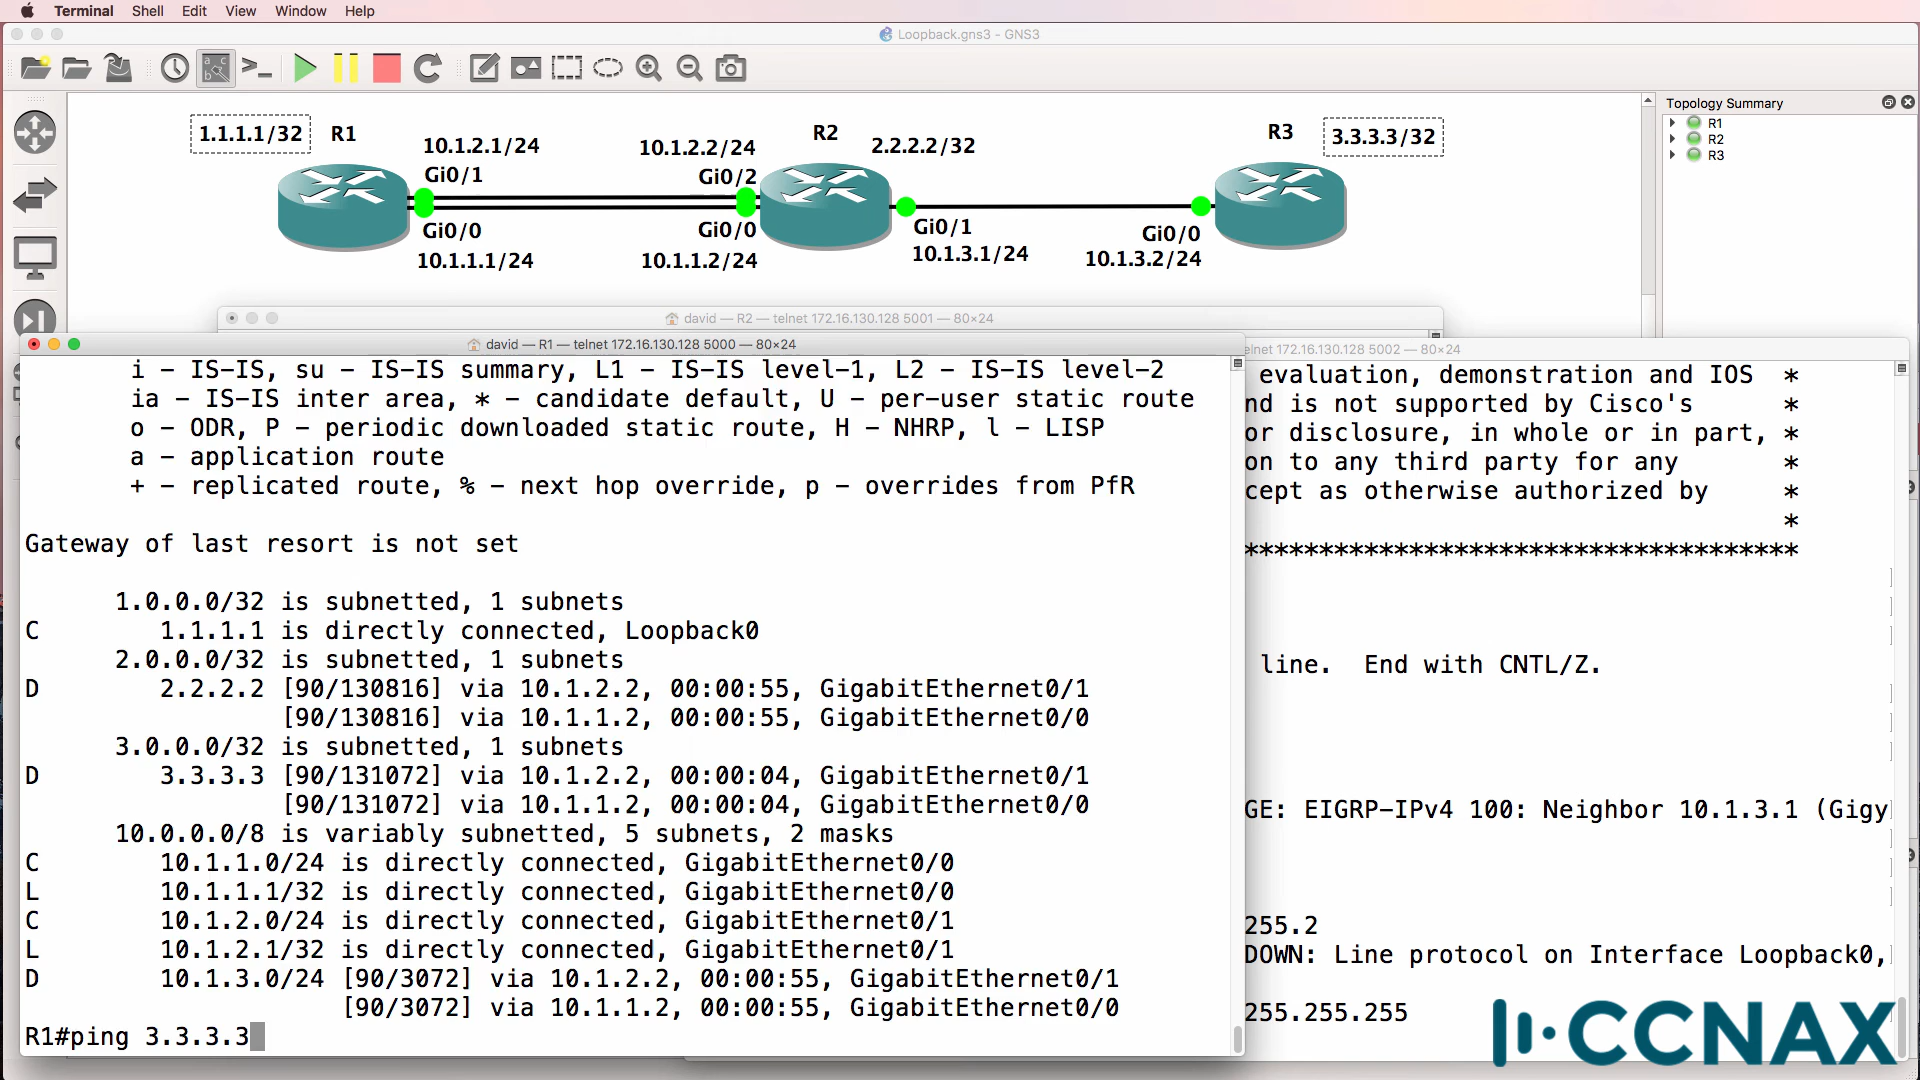 Terminal Shell Edit View Window Help
Loopback.gns3 - GNS3
Topology Summary
R1
R2
R3
1.1.1.1/32 R1
10.1.2.1/24
Gi0/1
Gi0/0
10.1.1.1/24
10.1.2.2/24
Gi0/2
Gi0/0
10.1.1.2/24
R2
2.2.2.2/32
Gi0/1
10.1.3.1/24
Gi0/0
10.1.3.2/24
R3 3.3.3.3/32
david — R2 — telnet 172.16.130.128 5001 — 80×24
david — R1 — telnet 172.16.130.128 5000 — 80×24
i - IS-IS, su - IS-IS summary, L1 - IS-IS level-1, L2 - IS-IS level-2
ia - IS-IS inter area, * - candidate default, U - per-user static route
o - ODR, P - periodic downloaded static route, H - NHRP, l - LISP
a - application route
+ - replicated route, % - next hop override, p - overrides from PfR
Gateway of last resort is not set
1.0.0.0/32 is subnetted, 1 subnets
C 1.1.1.1 is directly connected, Loopback0
2.0.0.0/32 is subnetted, 1 subnets
D 2.2.2.2 [90/130816] via 10.1.2.2, 00:00:55, GigabitEthernet0/1
[90/130816] via 10.1.1.2, 00:00:55, GigabitEthernet0/0
3.0.0.0/32 is subnetted, 1 subnets
D 3.3.3.3 [90/131072] via 10.1.2.2, 00:00:04, GigabitEthernet0/1
[90/131072] via 10.1.1.2, 00:00:04, GigabitEthernet0/0
10.0.0.0/8 is variably subnetted, 5 subnets, 2 masks
C 10.1.1.0/24 is directly connected, GigabitEthernet0/0
L 10.1.1.1/32 is directly connected, GigabitEthernet0/0
C 10.1.2.0/24 is directly connected, GigabitEthernet0/1
L 10.1.2.1/32 is directly connected, GigabitEthernet0/1
D 10.1.3.0/24 [90/3072] via 10.1.2.2, 00:00:55, GigabitEthernet0/1
[90/3072] via 10.1.1.2, 00:00:55, GigabitEthernet0/0
R1#ping 3.3.3.3
elnet 172.16.130.128 5002 — 80×24
evaluation, demonstration and IOS *
nd is not supported by Cisco's *
or disclosure, in whole or in part, *
on to any third party for any *
cept as otherwise authorized by *
*
*************************************
line. End with CNTL/Z.
GE: EIGRP-IPv4 100: Neighbor 10.1.3.1 (Gigy
255.2
DOWN: Line protocol on Interface Loopback0,
255.255.255
CCNAX